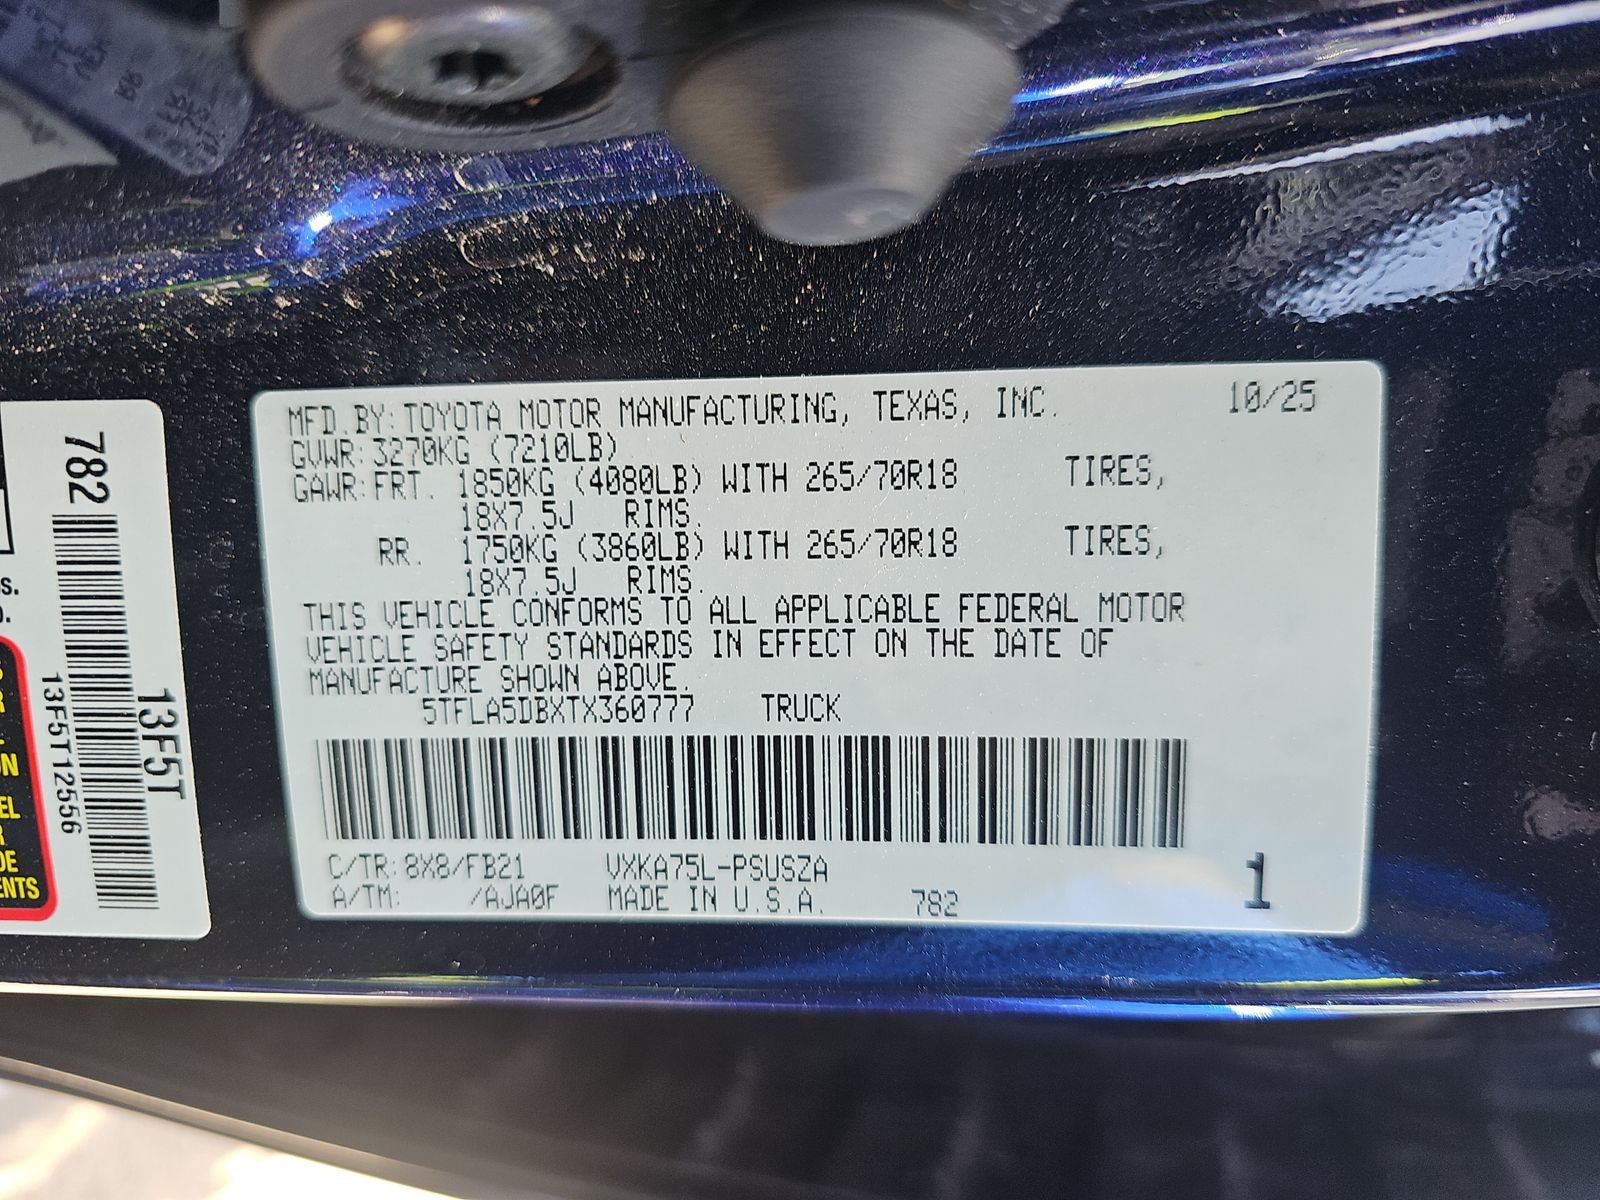 MFD.BY:TOYOTA MOTOR MANUFACTURING, TEXAS, INC. 10/25
GVWR:3270KG (7210LB)
GAWR:FRT. 1850KG (4080LB) WITH 265/70R18 TIRES,
18X7.5J RIMS.
RR. 1750KG (3860LB) WITH 265/70R18 TIRES,
18X7.5J RIMS.
THIS VEHICLE CONFORMS TO ALL APPLICABLE FEDERAL MOTOR
VEHICLE SAFETY STANDARDS IN EFFECT ON THE DATE OF
MANUFACTURE SHOWN ABOVE.
5TFLA5DBXTX360777 TRUCK
C/TR:8X8/FB21 VXKA75L-PSUSZA
A/TM: /AJA0F MADE IN U.S.A. 782
1
782
13F5T
13F5T12556